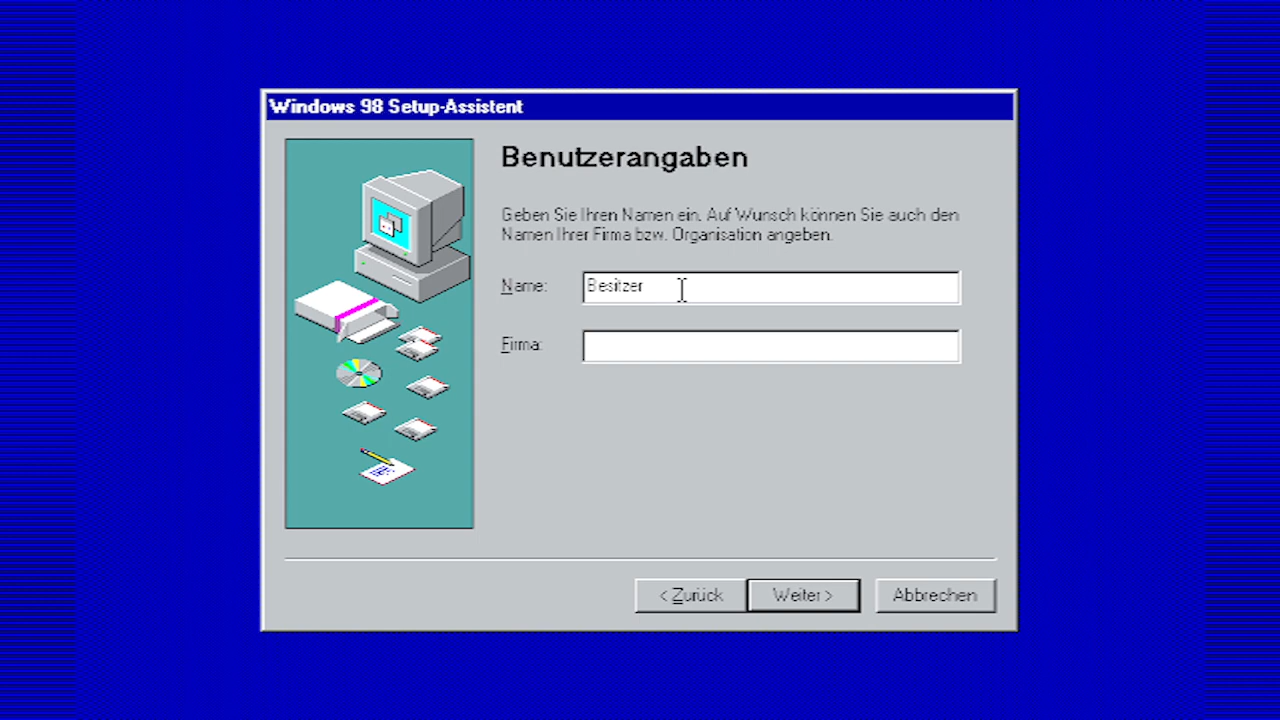 Windows 98 Setup-Assistent
Benutzerangaben
Geben Sie Ihren Namen ein. Auf Wunsch können Sie auch den
Namen Ihrer Firma bzw. Organisation angeben.
Name: Besitzer
Firma:
< Zurück Weiter > Abbrechen